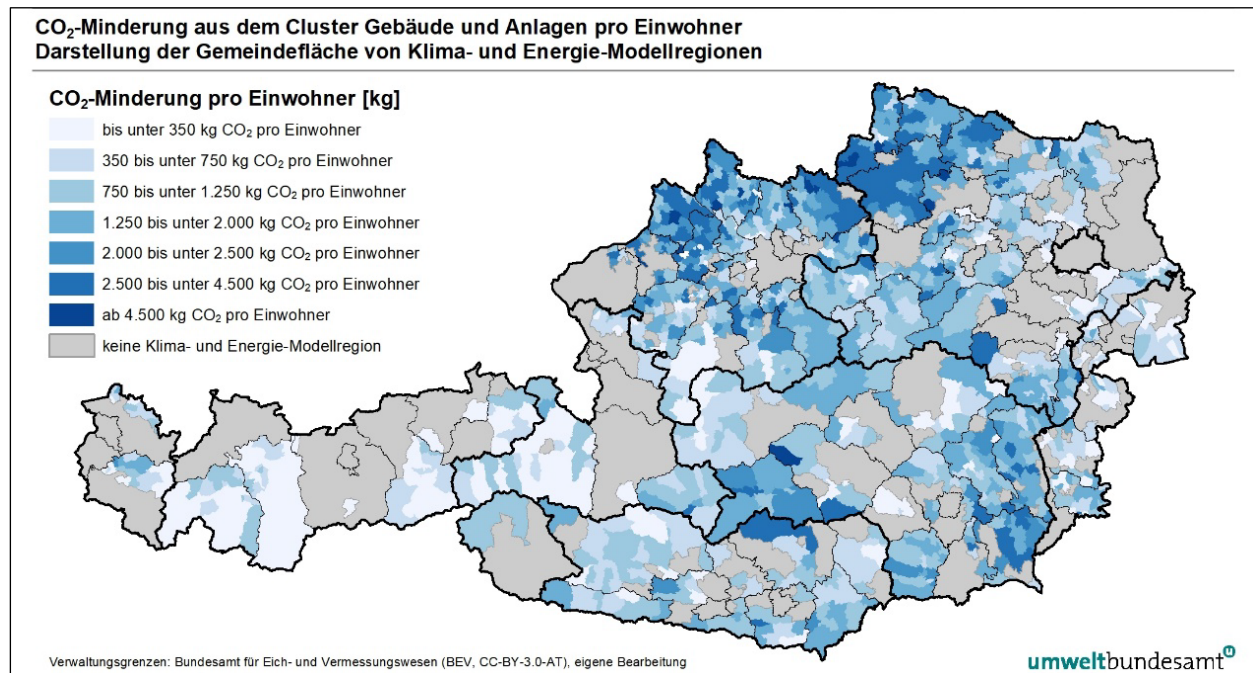 CO₂-Minderung aus dem Cluster Gebäude und Anlagen pro Einwohner
Darstellung der Gemeindefläche von Klima- und Energie-Modellregionen
CO₂-Minderung pro Einwohner [kg]
bis unter 350 kg CO₂ pro Einwohner
350 bis unter 750 kg CO₂ pro Einwohner
750 bis unter 1.250 kg CO₂ pro Einwohner
1.250 bis unter 2.000 kg CO₂ pro Einwohner
2.000 bis unter 2.500 kg CO₂ pro Einwohner
2.500 bis unter 4.500 kg CO₂ pro Einwohner
ab 4.500 kg CO₂ pro Einwohner
keine Klima- und Energie-Modellregion
Verwaltungsgrenzen: Bundesamt für Eich- und Vermessungswesen (BEV, CC-BY-3.0-AT), eigene Bearbeitung
umweltbundesamt u